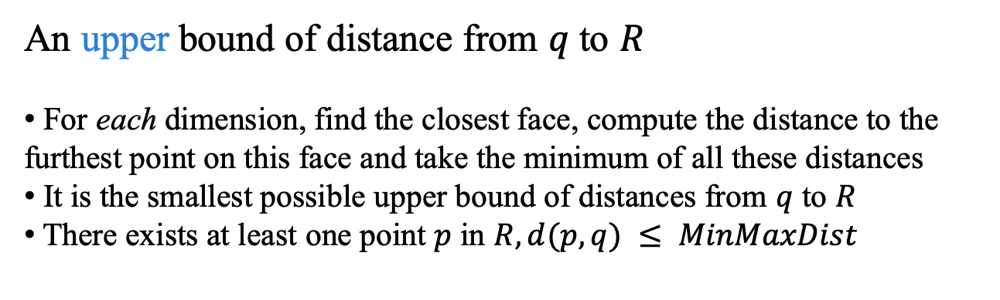 An upper bound of distance from q to R
• For each dimension, find the closest face, compute the distance to the
furthest point on this face and take the minimum of all these distances
• It is the smallest possible upper bound of distances from q to R
• There exists at least one point p in R, d(p, q) ≤ MinMaxDist